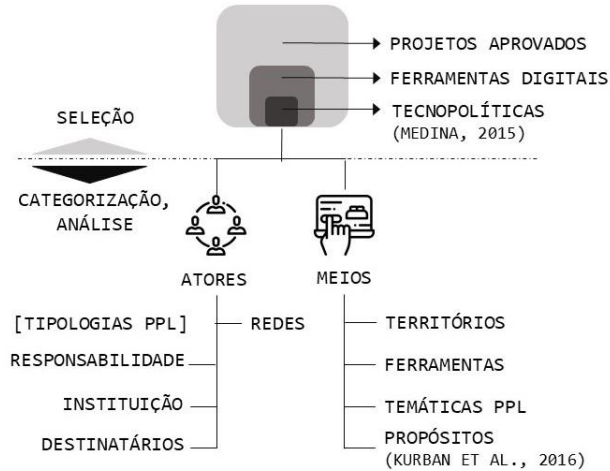 PROJETOS APROVADOS
FERRAMENTAS DIGITAIS
TECNOPOLÍTICAS
(MEDINA, 2015)
SELEÇÃO
CATEGORIZAÇÃO,
ANÁLISE
ATORES
MEIOS
[TIPOLOGIAS PPL]
REDES
RESPONSABILIDADE
INSTITUIÇÃO
DESTINATÁRIOS
TERRITÓRIOS
FERRAMENTAS
TEMÁTICAS PPL
PROPÓSITOS
(KURBAN ET AL., 2016)